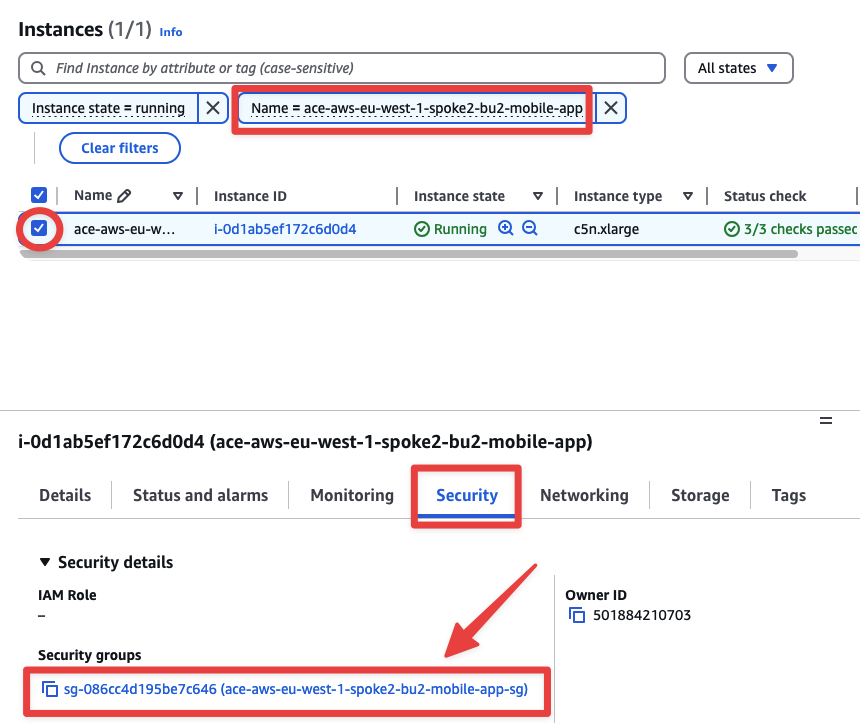 Instances (1/1) Info
Find Instance by attribute or tag (case-sensitive)
All states
Instance state = running
Name = ace-aws-eu-west-1-spoke2-bu2-mobile-app
Clear filters
Name Instance ID Instance state Instance type Status check
ace-aws-eu-w... i-0d1ab5ef172c6d0d4 Running c5n.xlarge 3/3 checks passec
i-0d1ab5ef172c6d0d4 (ace-aws-eu-west-1-spoke2-bu2-mobile-app)
Details Status and alarms Monitoring Security Networking Storage Tags
Security details
IAM Role
–
Owner ID
501884210703
Security groups
sg-086cc4d195be7c646 (ace-aws-eu-west-1-spoke2-bu2-mobile-app-sg)